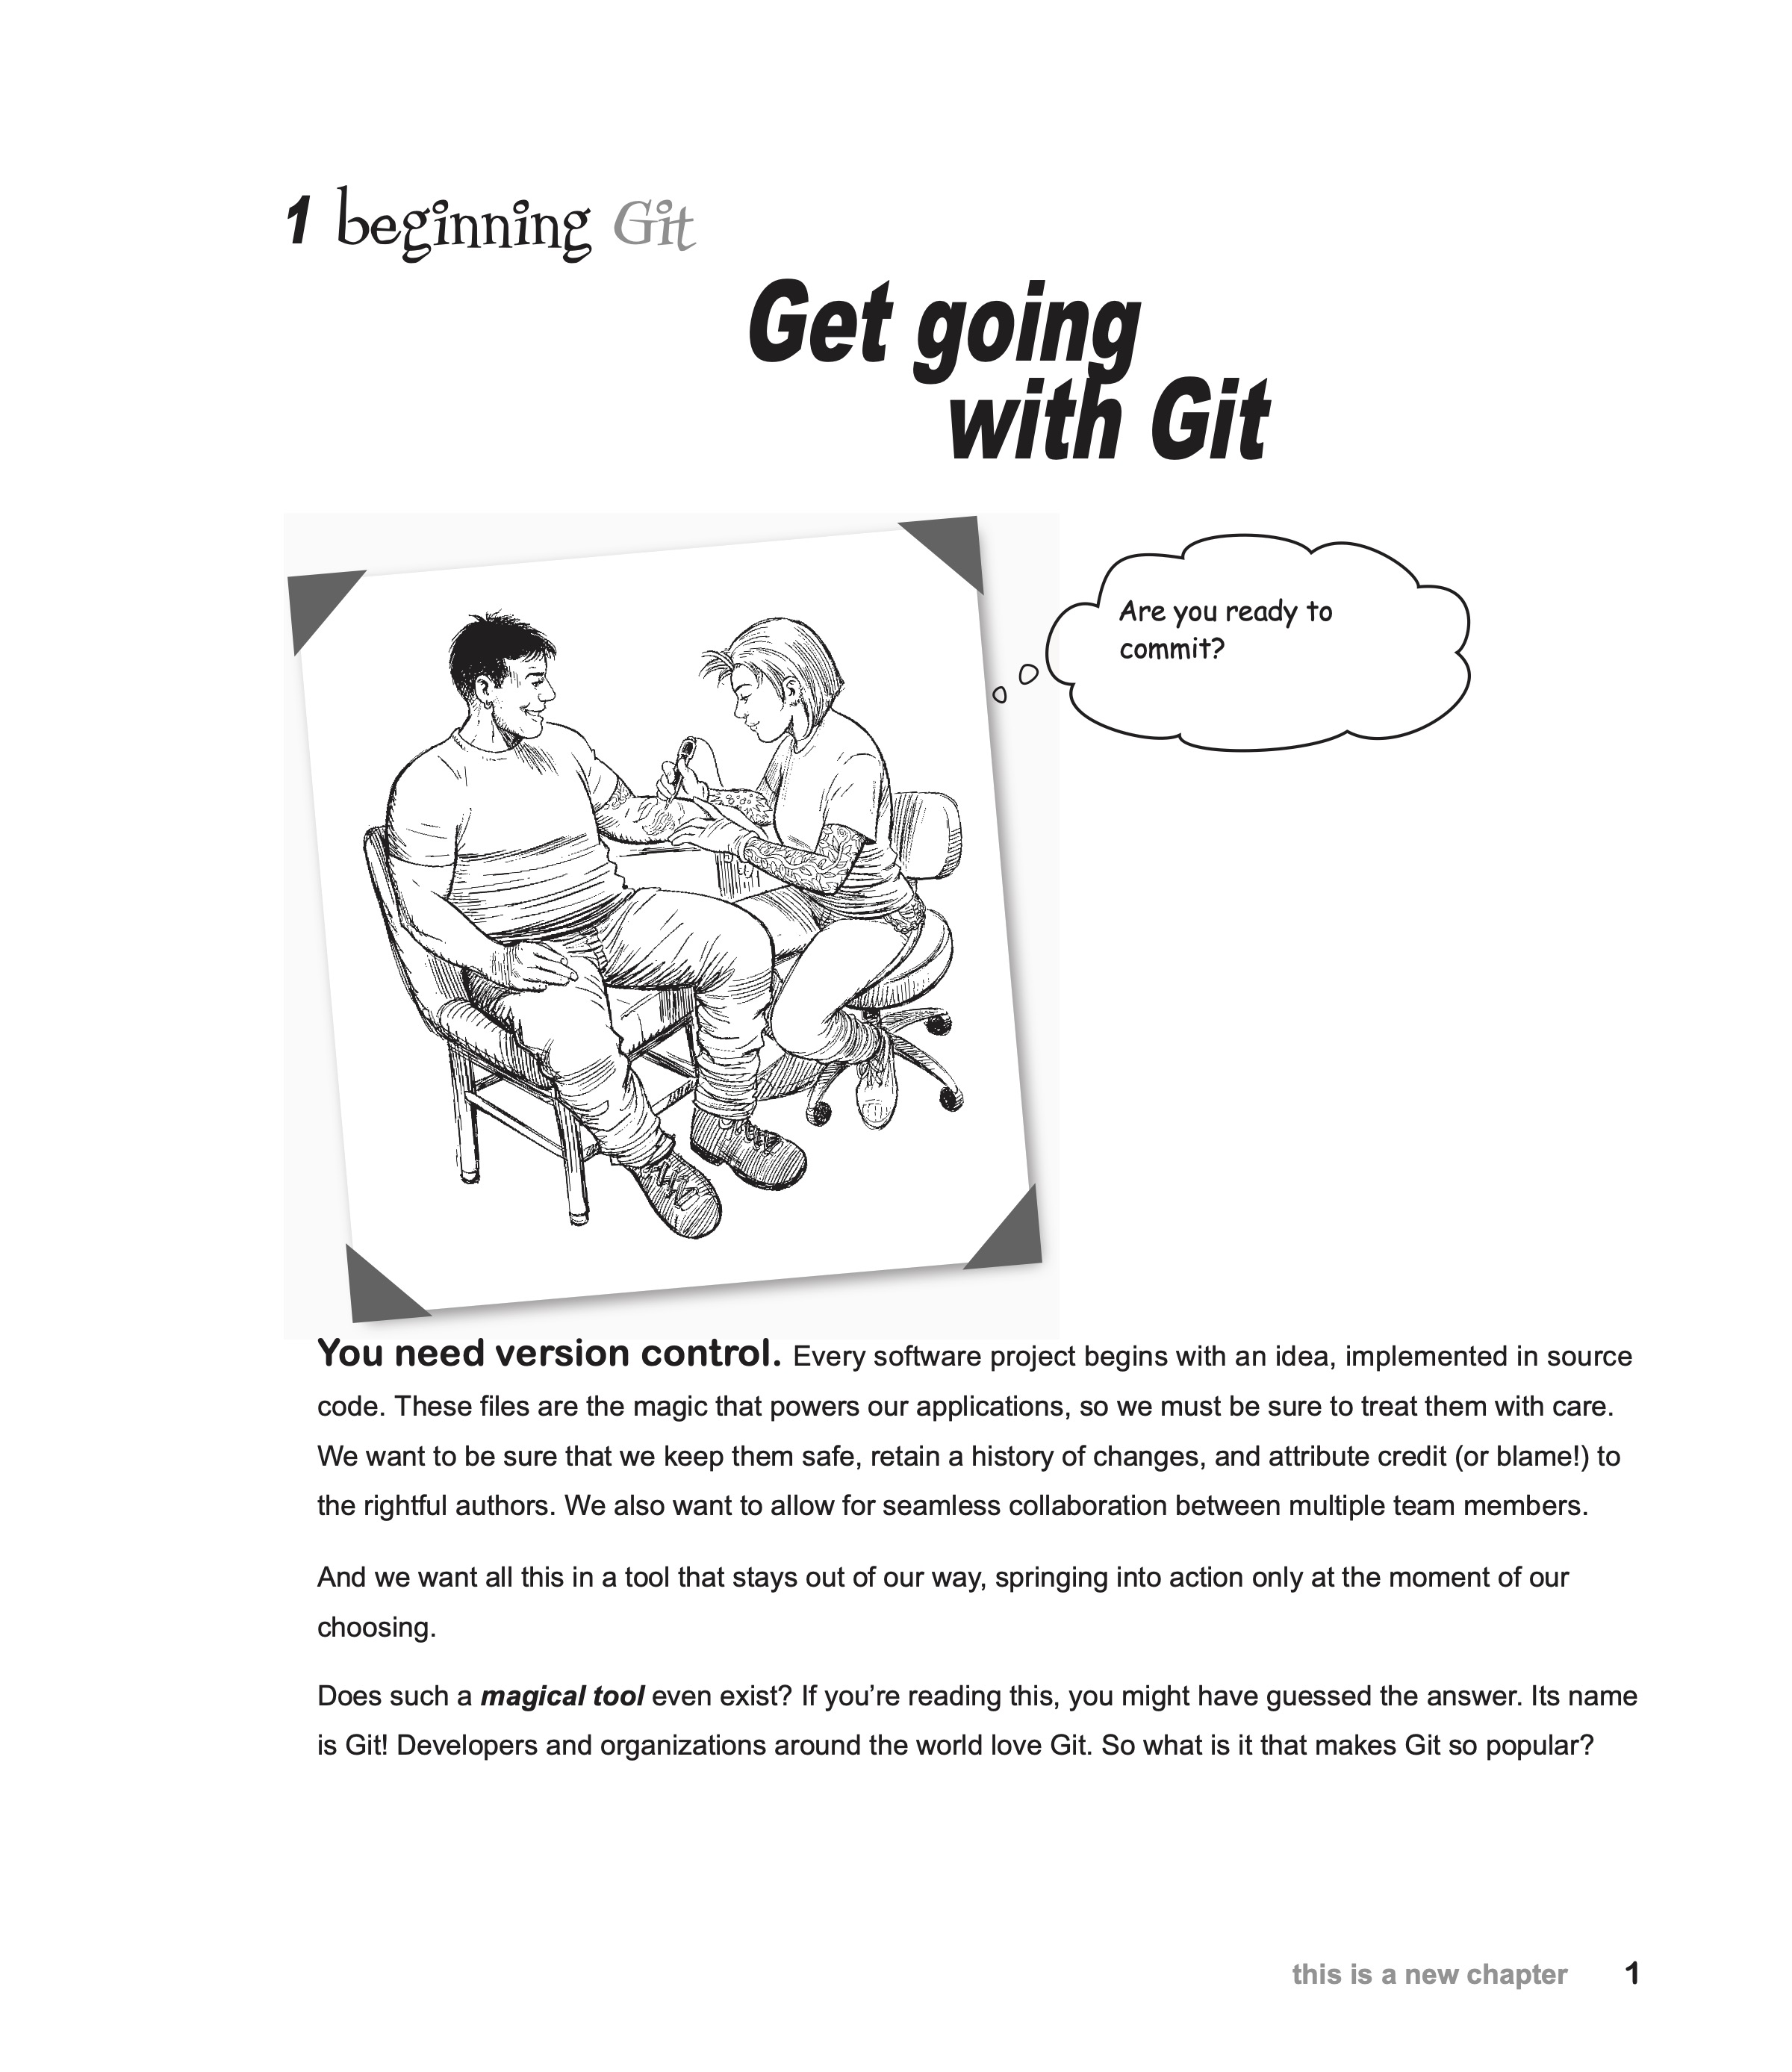 1 beginning Git
Get going
with Git
Are you ready to
commit?
You need version control. Every software project begins with an idea, implemented in source
code. These files are the magic that powers our applications, so we must be sure to treat them with care.
We want to be sure that we keep them safe, retain a history of changes, and attribute credit (or blame!) to
the rightful authors. We also want to allow for seamless collaboration between multiple team members.
And we want all this in a tool that stays out of our way, springing into action only at the moment of our
choosing.
Does such a magical tool even exist? If you’re reading this, you might have guessed the answer. Its name
is Git! Developers and organizations around the world love Git. So what is it that makes Git so popular?
this is a new chapter 1